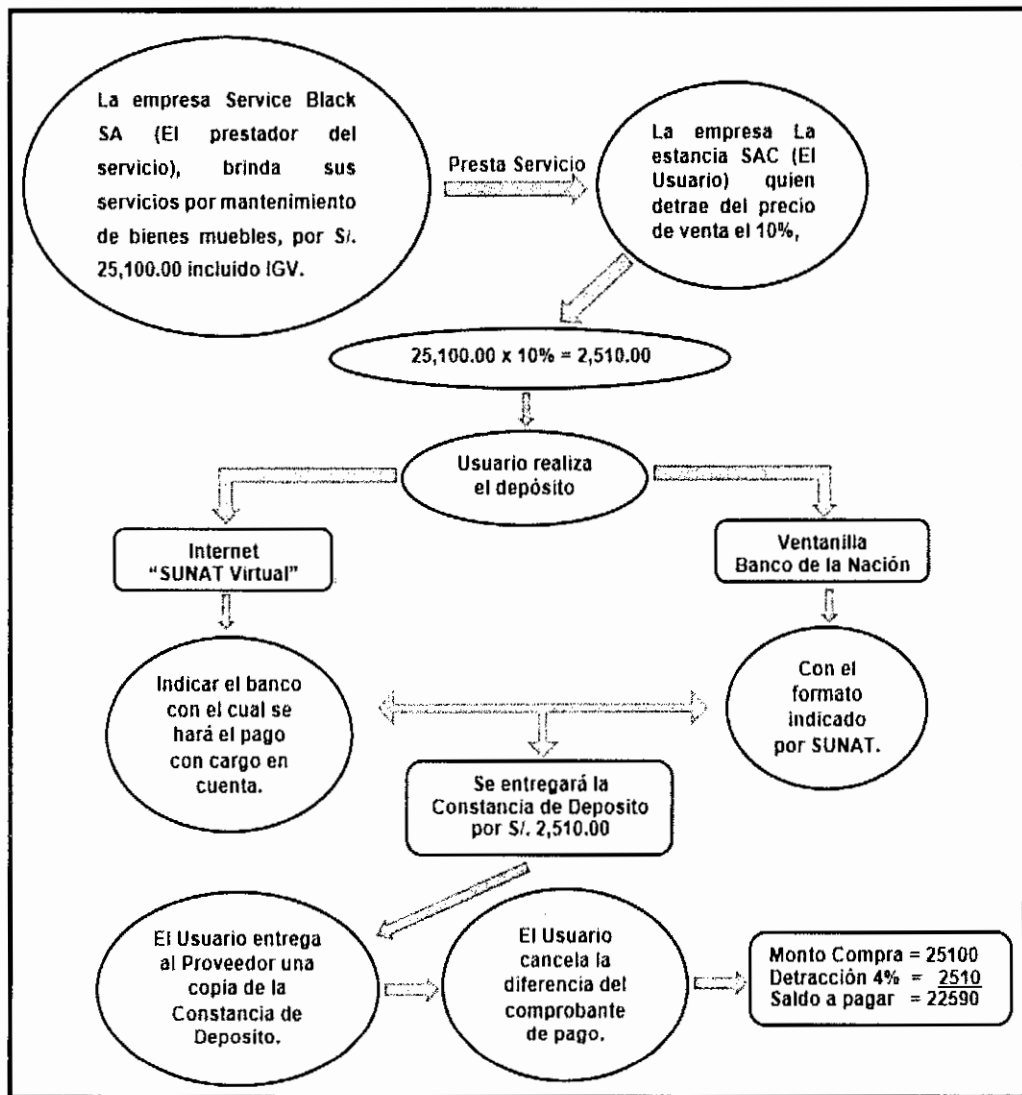 La empresa Service Black
SA (El prestador del
servicio), brinda sus
servicios por mantenimiento
de bienes muebles, por S/.
25,100.00 incluido IGV.
Presta Servicio
La empresa La
estancia SAC (El
Usuario) quien
detrae del precio
de venta el 10%,
25,100.00 x 10% = 2,510.00
Usuario realiza
el depósito
Internet
“SUNAT Virtual”
Ventanilla
Banco de la Nación
Indicar el banco
con el cual se
hará el pago
con cargo en
cuenta.
Con el
formato
indicado
por SUNAT.
Se entregará la
Constancia de Deposito
por S/. 2,510.00
El Usuario entrega
al Proveedor una
copia de la
Constancia de
Deposito.
El Usuario
cancela la
diferencia del
comprobante
de pago.
Monto Compra = 25100
Detracción 4% = 2510
Saldo a pagar = 22590